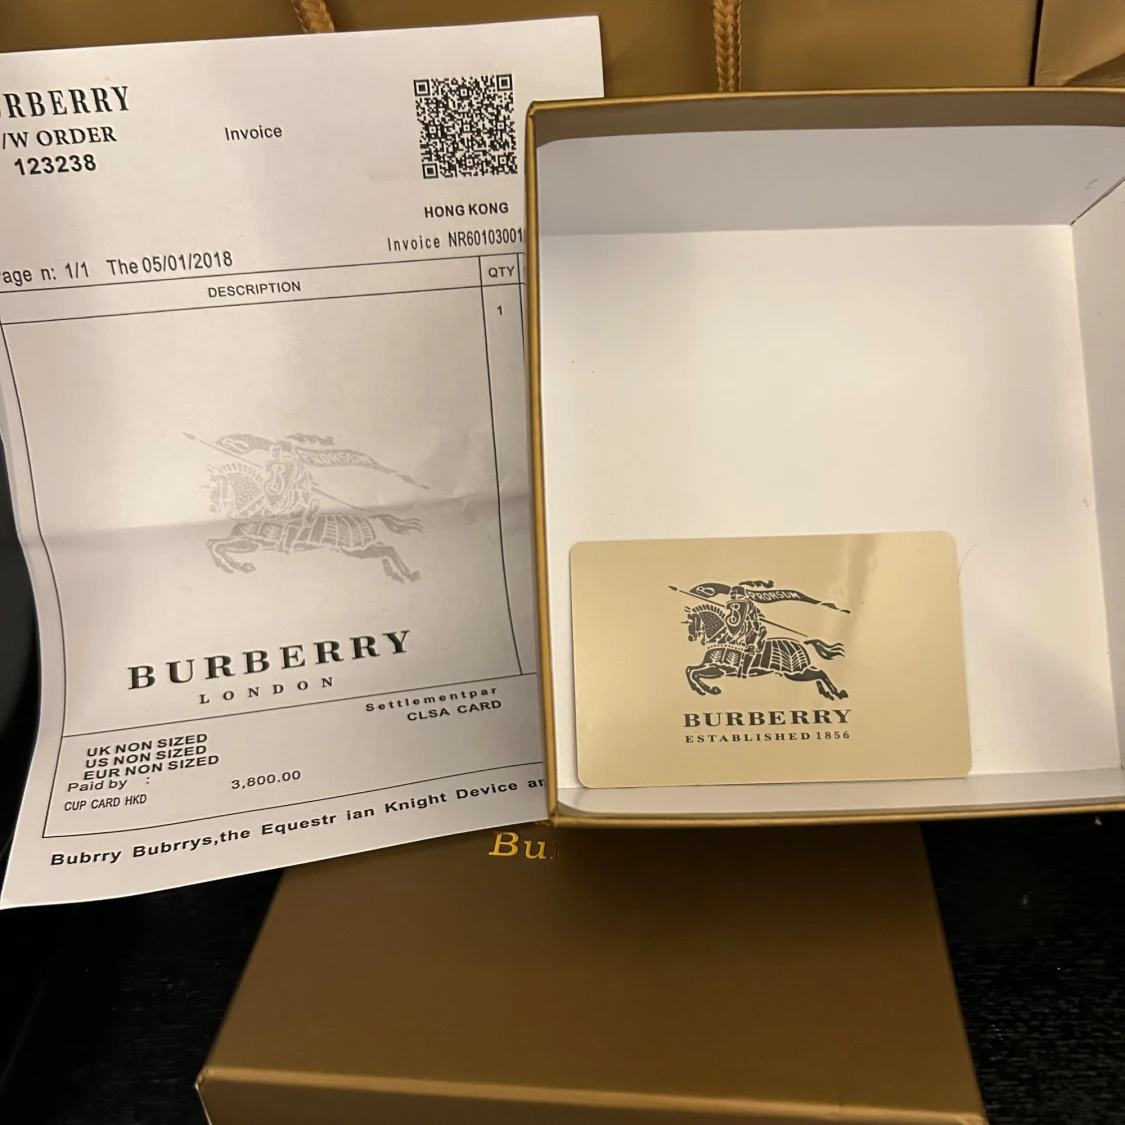 RBERRY
/W ORDER
123238
Invoice
HONG KONG
Invoice NR60103001
age n: 1/1 The 05/01/2018
DESCRIPTION
QTY
1
PRORSUM
BURBERRY
LONDON
Settlementpar
CLSA CARD
UK NON SIZED
US NON SIZED
EUR NON SIZED
Paid by :
CUP CARD HKD
3,800.00
Bubrry Bubrrys,the Equestr ian Knight Device ar
PRORSUM
BURBERRY
ESTABLISHED 1856
Bu